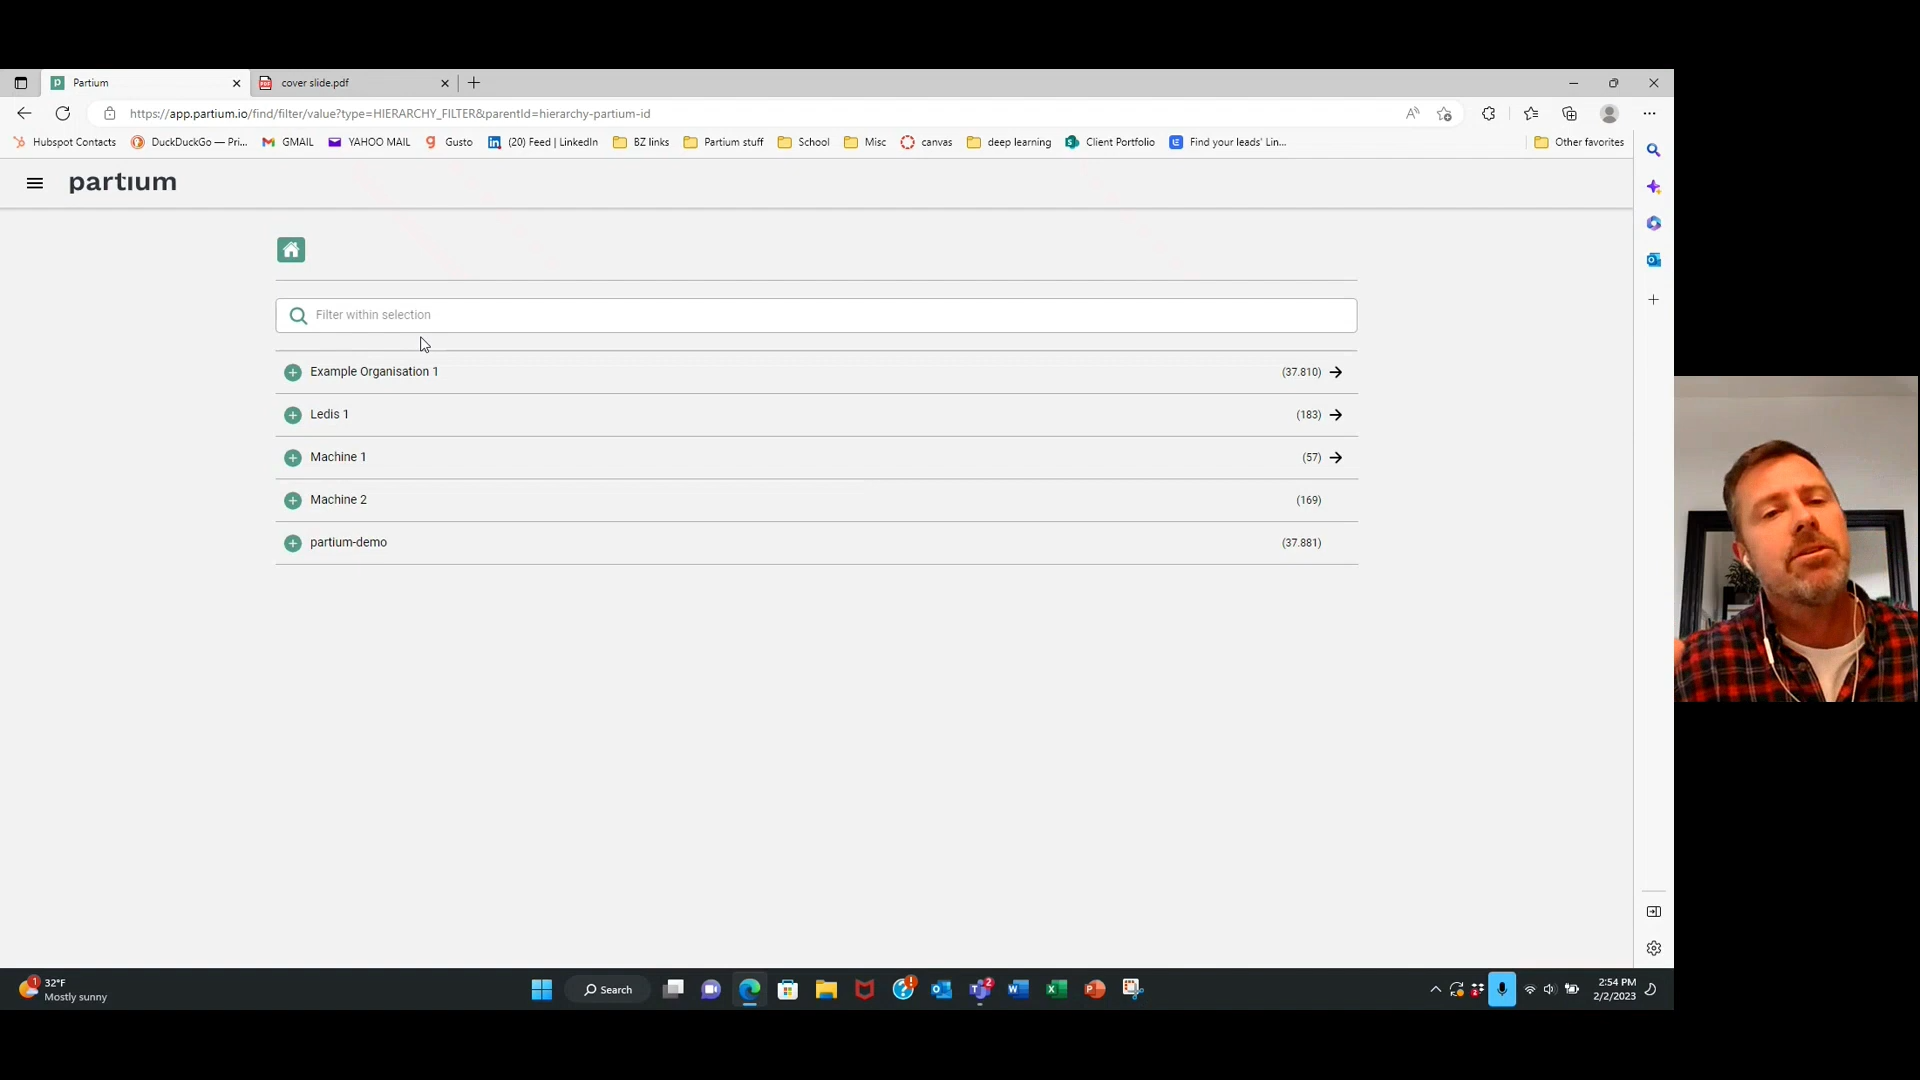 Partium
cover slide.pdf
https://app.partium.io/find/filter/value?type=HIERARCHY_FILTER&parentId=hierarchy-partium-id
Hubspot Contacts
DuckDuckGo — Pri...
GMAIL
YAHOO MAIL
Gusto
(20) Feed | LinkedIn
BZ links
Partium stuff
School
Misc
canvas
deep learning
Client Portfolio
Find your leads' Lin...
Other favorites
partium
Filter within selection
Example Organisation 1 (37.810)
Ledis 1 (183)
Machine 1 (57)
Machine 2 (169)
partium-demo (37.881)
32°F
Mostly sunny
Search
2:54 PM
2/2/2023